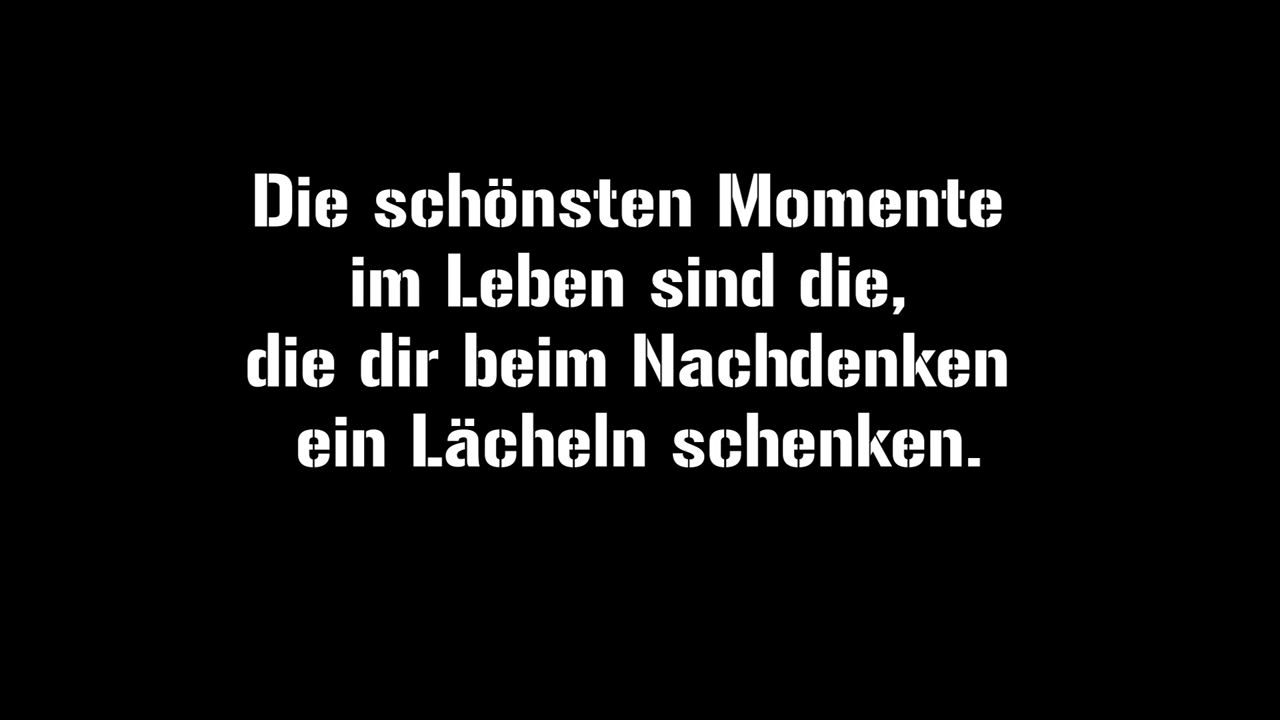 Die schönsten Momente
im Leben sind die,
die dir beim Nachdenken
ein Lächeln schenken.